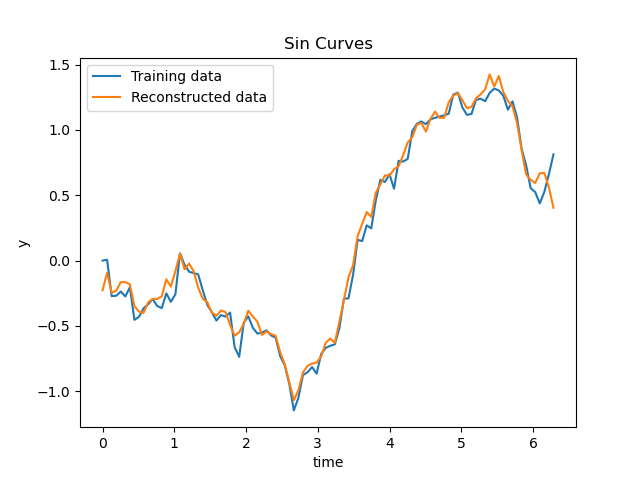 Sin Curves
Training data
Reconstructed data
1.5
1.0
0.5
0.0
−0.5
−1.0
y
0 1 2 3 4 5 6
time